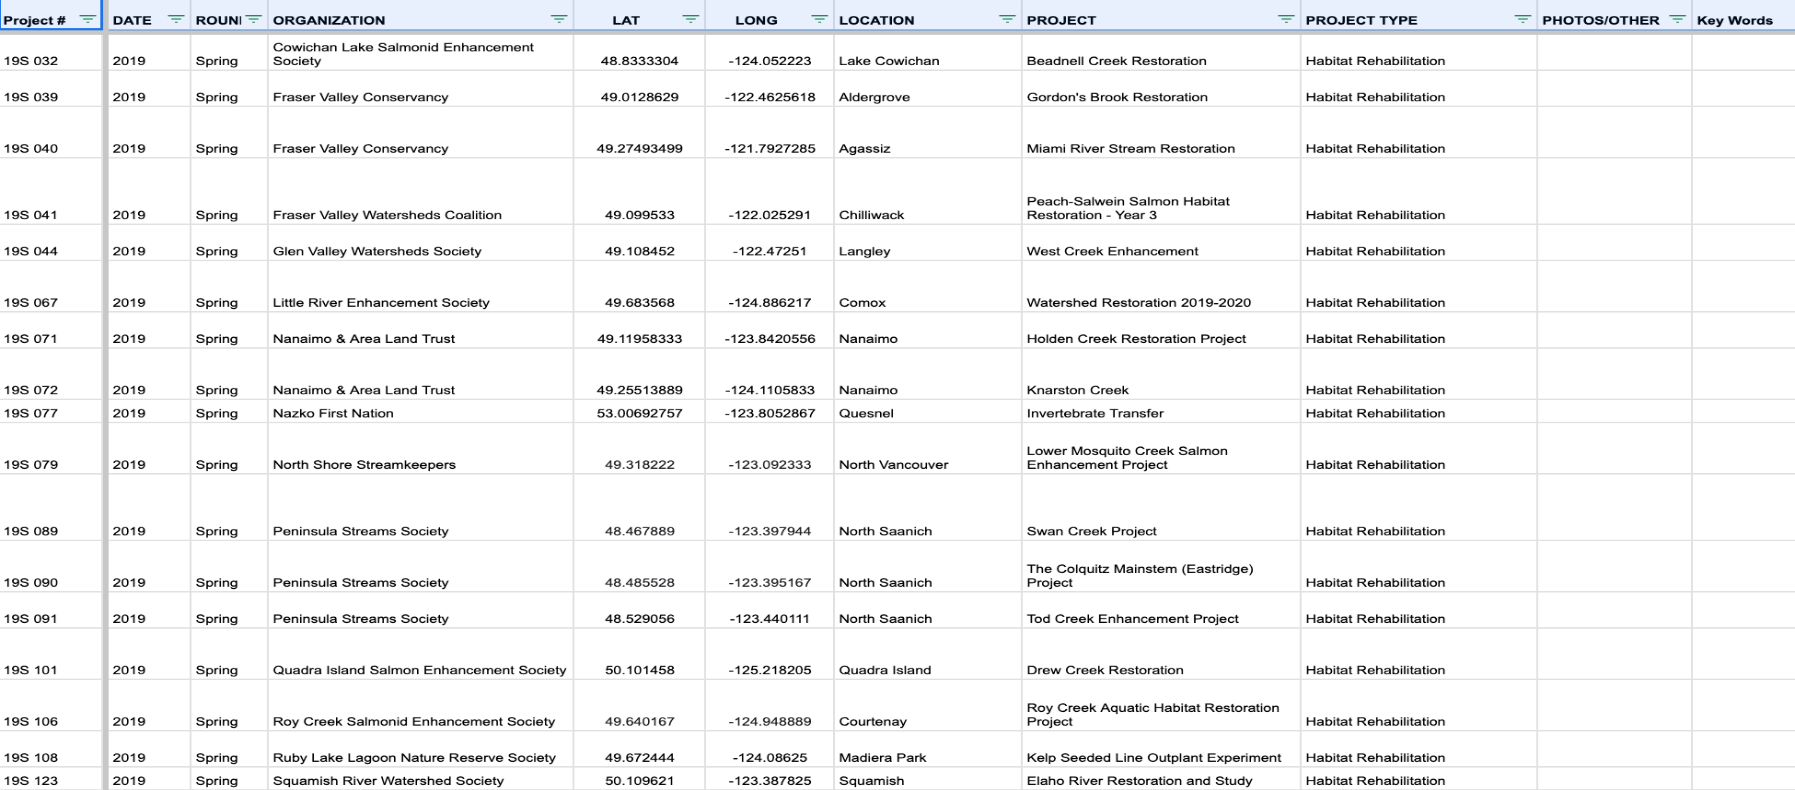 Project # DATE ROUNI ORGANIZATION LAT LONG LOCATION PROJECT PROJECT TYPE PHOTOS/OTHER Key Words
Cowichan Lake Salmonid Enhancement
19S 032 2019 Spring Society 48.8333304 -124.052223 Lake Cowichan Beadnell Creek Restoration Habitat Rehabilitation
19S 039 2019 Spring Fraser Valley Conservancy 49.0128629 -122.4625618 Aldergrove Gordon's Brook Restoration Habitat Rehabilitation
19S 040 2019 Spring Fraser Valley Conservancy 49.27493499 -121.7927285 Agassiz Miami River Stream Restoration Habitat Rehabilitation
Peach-Salwein Salmon Habitat
19S 041 2019 Spring Fraser Valley Watersheds Coalition 49.099533 -122.025291 Chilliwack Restoration - Year 3 Habitat Rehabilitation
19S 044 2019 Spring Glen Valley Watersheds Society 49.108452 -122.47251 Langley West Creek Enhancement Habitat Rehabilitation
19S 067 2019 Spring Little River Enhancement Society 49.683568 -124.886217 Comox Watershed Restoration 2019-2020 Habitat Rehabilitation
19S 071 2019 Spring Nanaimo & Area Land Trust 49.11958333 -123.8420556 Nanaimo Holden Creek Restoration Project Habitat Rehabilitation
19S 072 2019 Spring Nanaimo & Area Land Trust 49.25513889 -124.1105833 Nanaimo Knarston Creek Habitat Rehabilitation
19S 077 2019 Spring Nazko First Nation 53.00692757 -123.8052867 Quesnel Invertebrate Transfer Habitat Rehabilitation
Lower Mosquito Creek Salmon
19S 079 2019 Spring North Shore Streamkeepers 49.318222 -123.092333 North Vancouver Enhancement Project Habitat Rehabilitation
19S 089 2019 Spring Peninsula Streams Society 48.467889 -123.397944 North Saanich Swan Creek Project Habitat Rehabilitation
The Colquitz Mainstem (Eastridge)
19S 090 2019 Spring Peninsula Streams Society 48.485528 -123.395167 North Saanich Project Habitat Rehabilitation
19S 091 2019 Spring Peninsula Streams Society 48.529056 -123.440111 North Saanich Tod Creek Enhancement Project Habitat Rehabilitation
19S 101 2019 Spring Quadra Island Salmon Enhancement Society 50.101458 -125.218205 Quadra Island Drew Creek Restoration Habitat Rehabilitation
Roy Creek Aquatic Habitat Restoration
19S 106 2019 Spring Roy Creek Salmonid Enhancement Society 49.640167 -124.948889 Courtenay Project Habitat Rehabilitation
19S 108 2019 Spring Ruby Lake Lagoon Nature Reserve Society 49.672444 -124.08625 Madiera Park Kelp Seeded Line Outplant Experiment Habitat Rehabilitation
19S 123 2019 Spring Squamish River Watershed Society 50.109621 -123.387825 Squamish Elaho River Restoration and Study Habitat Rehabilitation